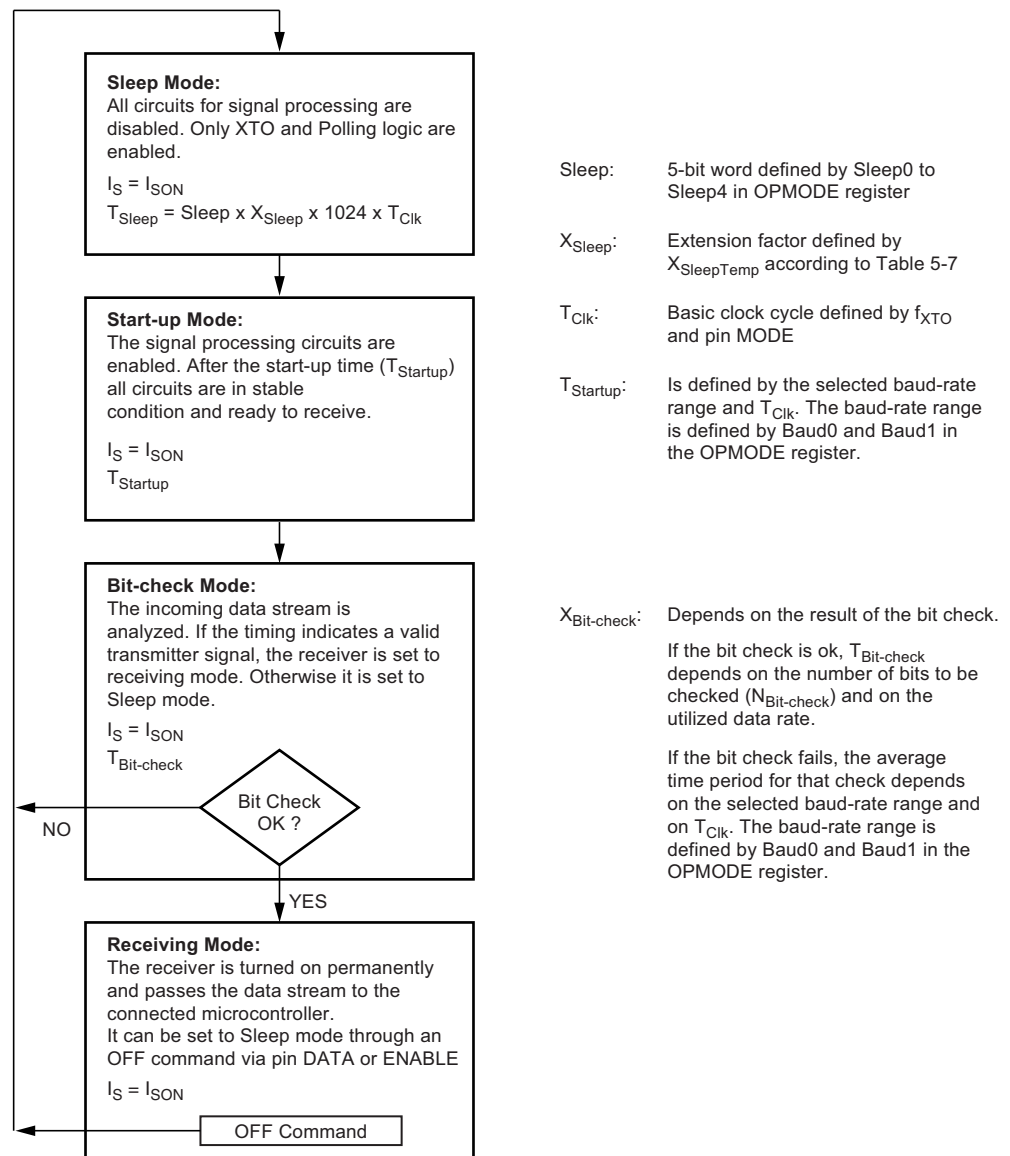 Sleep Mode:
All circuits for signal processing are
disabled. Only XTO and Polling logic are
enabled.
IS = ISON
TSleep = Sleep x XSleep x 1024 x TClk
Start-up Mode:
The signal processing circuits are
enabled. After the start-up time (TStartup)
all circuits are in stable
condition and ready to receive.
IS = ISON
TStartup
Bit-check Mode:
The incoming data stream is
analyzed. If the timing indicates a valid
transmitter signal, the receiver is set to
receiving mode. Otherwise it is set to
Sleep mode.
IS = ISON
TBit-check
Bit Check
OK ?
NO
YES
Receiving Mode:
The receiver is turned on permanently
and passes the data stream to the
connected microcontroller.
It can be set to Sleep mode through an
OFF command via pin DATA or ENABLE
IS = ISON
OFF Command
Sleep: 5-bit word defined by Sleep0 to
Sleep4 in OPMODE register
XSleep: Extension factor defined by
XSleepTemp according to Table 5-7
TClk: Basic clock cycle defined by fXTO
and pin MODE
TStartup: Is defined by the selected baud-rate
range and TClk. The baud-rate range
is defined by Baud0 and Baud1 in
the OPMODE register.
XBit-check: Depends on the result of the bit check.
If the bit check is ok, TBit-check
depends on the number of bits to be
checked (NBit-check) and on the
utilized data rate.
If the bit check fails, the average
time period for that check depends
on the selected baud-rate range and
on TClk. The baud-rate range is
defined by Baud0 and Baud1 in the
OPMODE register.